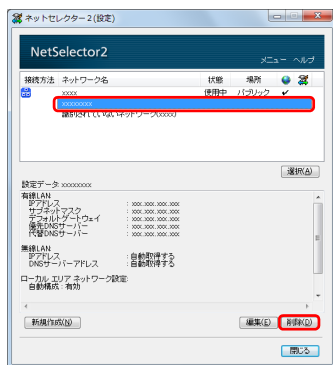 ネットセレクター2(設定)
NetSelector2
メニュー ヘルプ
接続方法 ネットワーク名 状態 場所
xxxx 使用中 パブリック ✔
xxxxxxxx
識別されていないネットワーク(xxxx)
選択(A)
設定データ: xxxxxxxx
有線LAN
IPアドレス : xxx.xxx.xxx.xxx
サブネットマスク : xxx.xxx.xxx.xxx
デフォルトゲートウェイ : xxx.xxx.xxx.xxx
優先DNSサーバー : xxx.xxx.xxx.xxx
代替DNSサーバー : xxx.xxx.xxx.xxx
無線LAN
IPアドレス : 自動取得する
DNSサーバーアドレス : 自動取得する
ローカル エリア ネットワーク設定:
自動構成 : 有効
新規作成(N) 編集(E) 削除(D)
閉じる